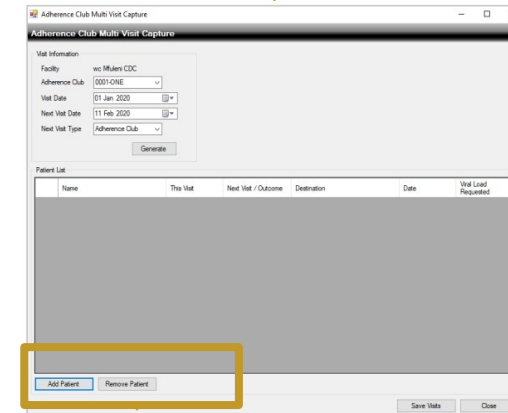 Adherence Club Multi Visit Capture
Adherence Club Multi Visit Capture
Visit Information
Facility wc Mfuleni CDC
Adherence Club 0001-ONE
Visit Date 01 Jan 2020
Next Visit Date 11 Feb 2020
Next Visit Type Adherence Club
Generate
Patient List
Name This Visit Next Visit / Outcome Destination Date Viral Load Requested
Add Patient Remove Patient
Save Visits Close